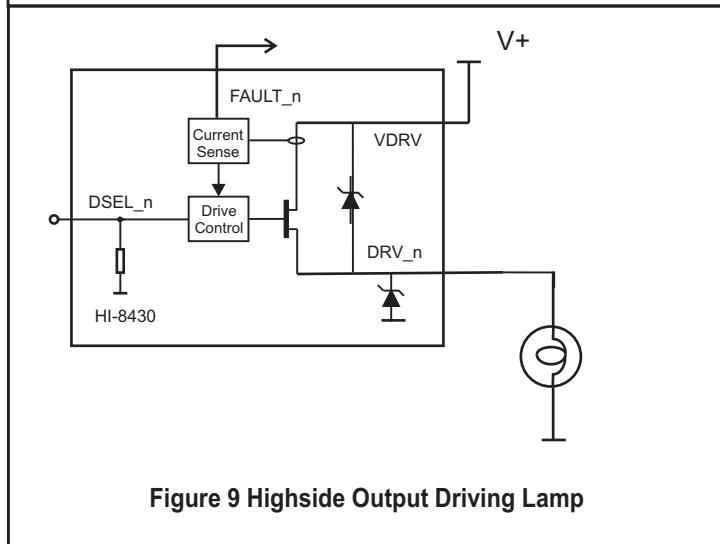 V+
FAULT_n
Current
Sense
VDRV
DSEL_n
Drive
Control
DRV_n
HI-8430
Figure 9 Highside Output Driving Lamp